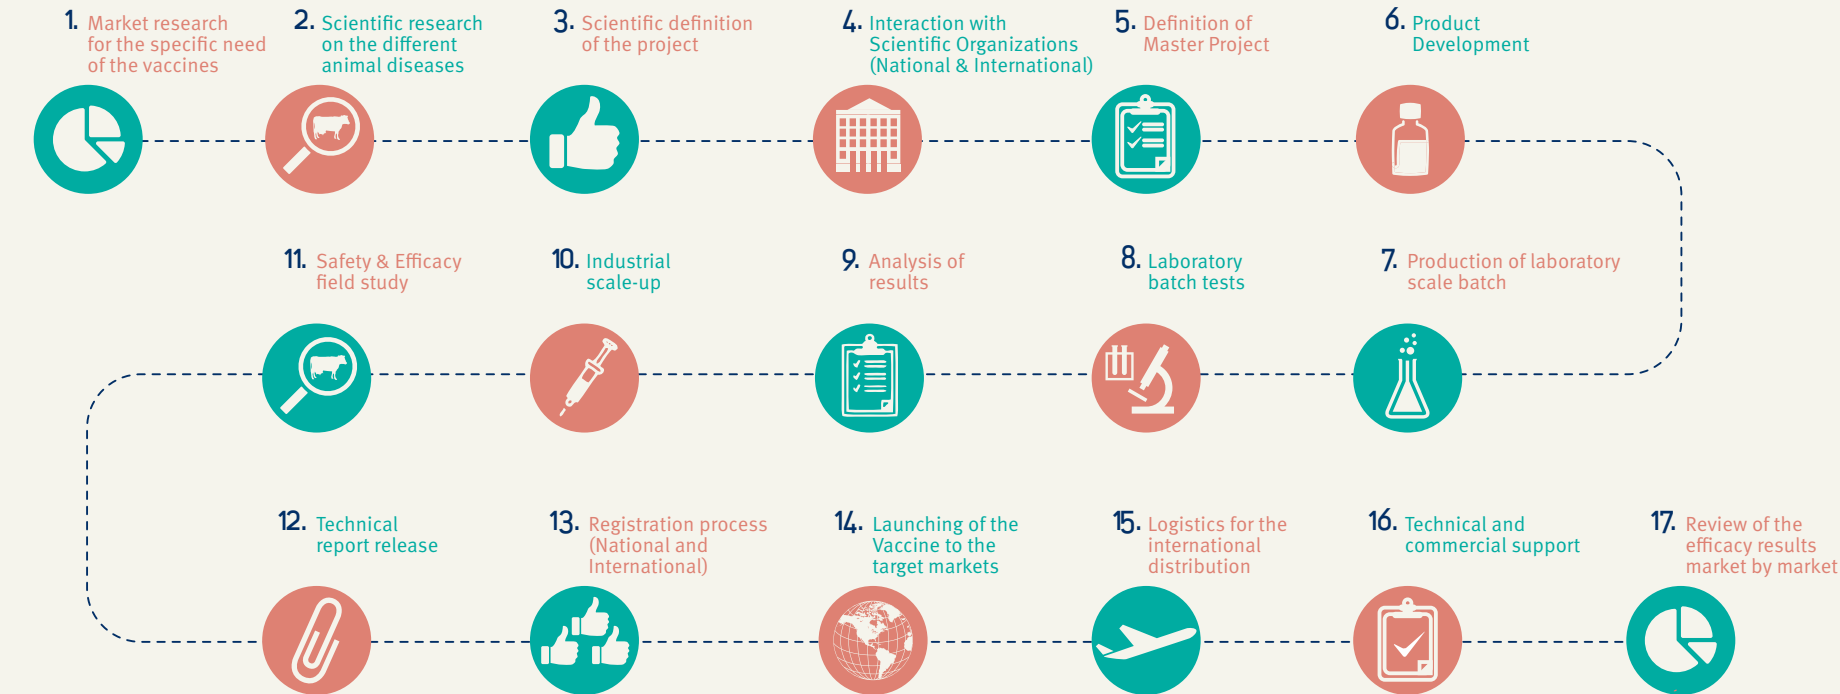 1. Market research
for the specific need
of the vaccines
2. Scientific research
on the different
animal diseases
3. Scientific definition
of the project
4. Interaction with
Scientific Organizations
(National & International)
5. Definition of
Master Project
6. Product
Development
7. Production of laboratory
scale batch
8. Laboratory
batch tests
9. Analysis of
results
10. Industrial
scale-up
11. Safety & Efficacy
field study
12. Technical
report release
13. Registration process
(National and
International)
14. Launching of the
Vaccine to the
target markets
15. Logistics for the
international
distribution
16. Technical and
commercial support
17. Review of the
efficacy results
market by market